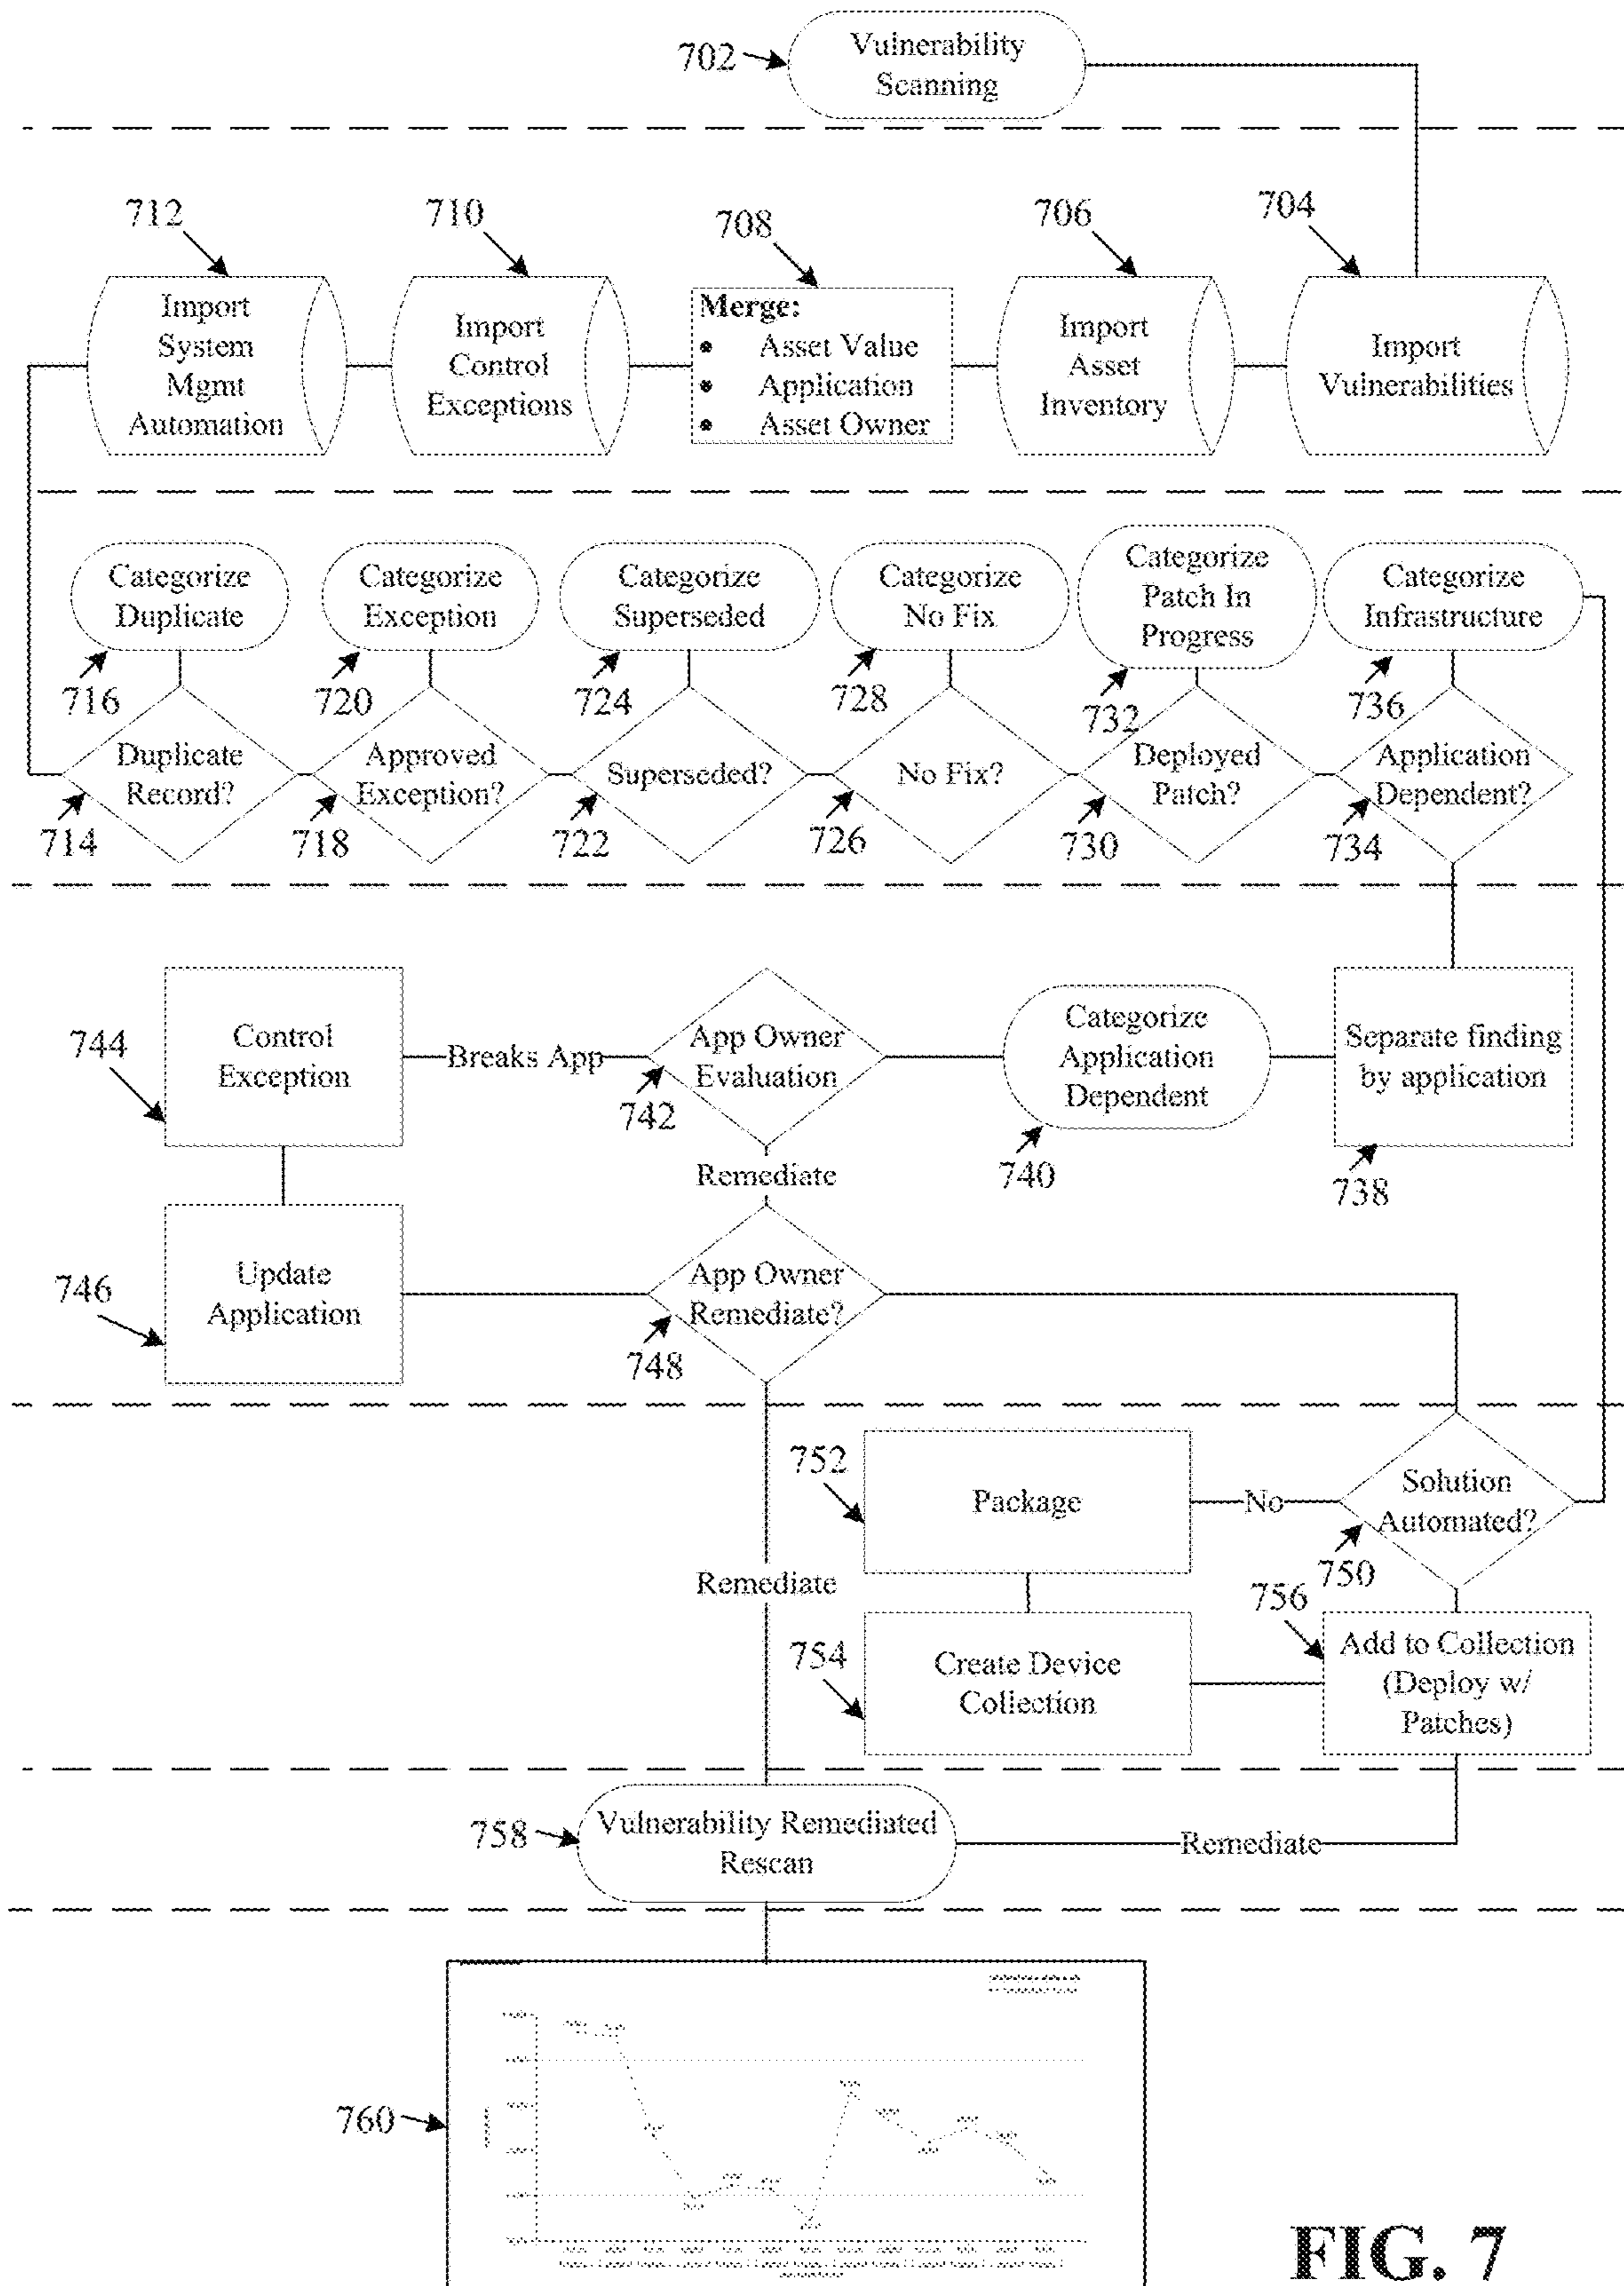 702
Vulnerability
Scanning
712
710
708
706
704
Import
System
Mgmt
Automation
Import
Control
Exceptions
Merge:
• Asset Value
• Application
• Asset Owner
Import
Asset
Inventory
Import
Vulnerabilities
Categorize
Duplicate
Categorize
Exception
Categorize
Superseded
Categorize
No Fix
Categorize
Patch In
Progress
Categorize
Infrastructure
716
720
724
728
732
736
Duplicate
Record?
Approved
Exception?
Superseded?
No Fix?
Deployed
Patch?
Application
Dependent?
714
718
722
726
730
734
744
Control
Exception
Breaks App
App Owner
Evaluation
Categorize
Application
Dependent
Separate finding
by application
742
740
738
Remediate
746
Update
Application
App Owner
Remediate?
748
752
Package
No
Solution
Automated?
750
Remediate
756
754
Create Device
Collection
Add to Collection
(Deploy w/
Patches)
758
Vulnerability Remediated
Rescan
Remediate
760
FIG. 7